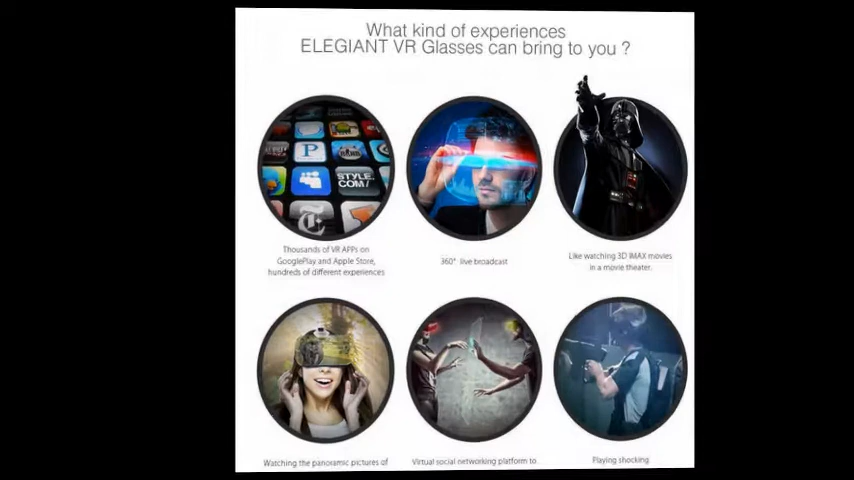 What kind of experiences
ELEGIANT VR Glasses can bring to you ?
P
STYLE.
COM/
Thousands of VR APPs on
GooglePlay and Apple Store,
hundreds of different experiences
360° live broadcast
Like watching 3D IMAX movies
in a movie theater.
Watching the panoramic pictures of
Virtual social networking platform to
Playing shocking